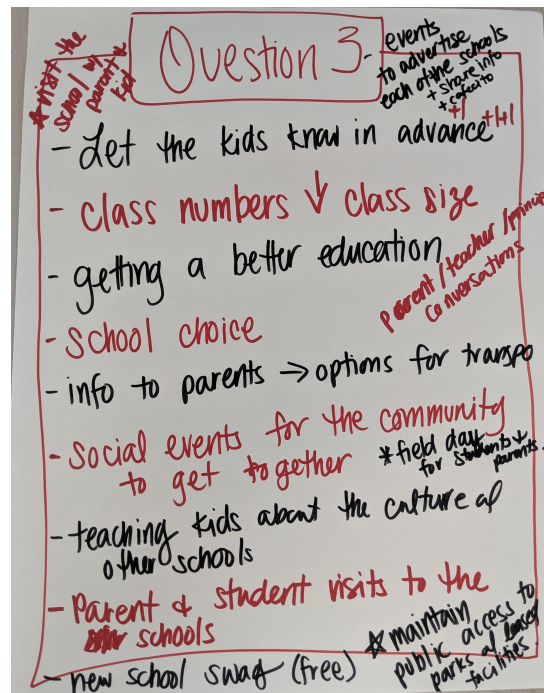 * visit the
school w/
parent &
kid
Question 3
- events
to advertise
each of the schools
+ share info
+ cafecito
+1
- Let the kids know in advance +1+1
- class numbers ↓ class size
- getting a better education
parent/teacher/princip
conversations
- School choice
- info to parents → options for transpo
- Social events for the community
to get together
* field day
for students &
parents.
- teaching kids about the culture of
other schools
- Parent & student visits to the
schools
- new school swag (free)
* maintain
public access to
parks at
facilities